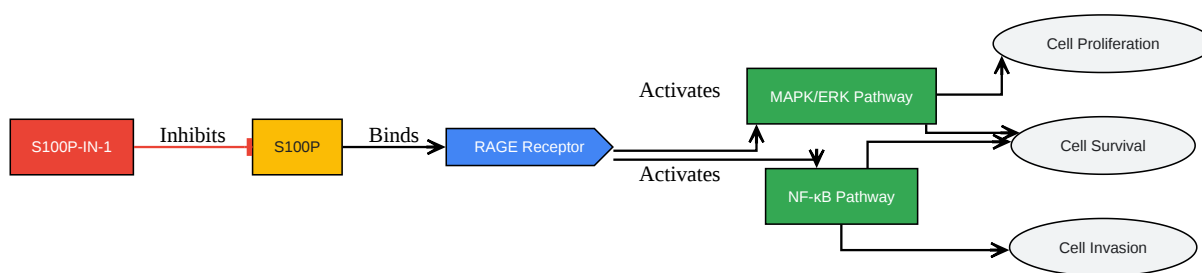 S100P-IN-1
Inhibits
S100P
Binds
RAGE Receptor
Activates
Activates
MAPK/ERK Pathway
NF-κB Pathway
Cell Proliferation
Cell Survival
Cell Invasion